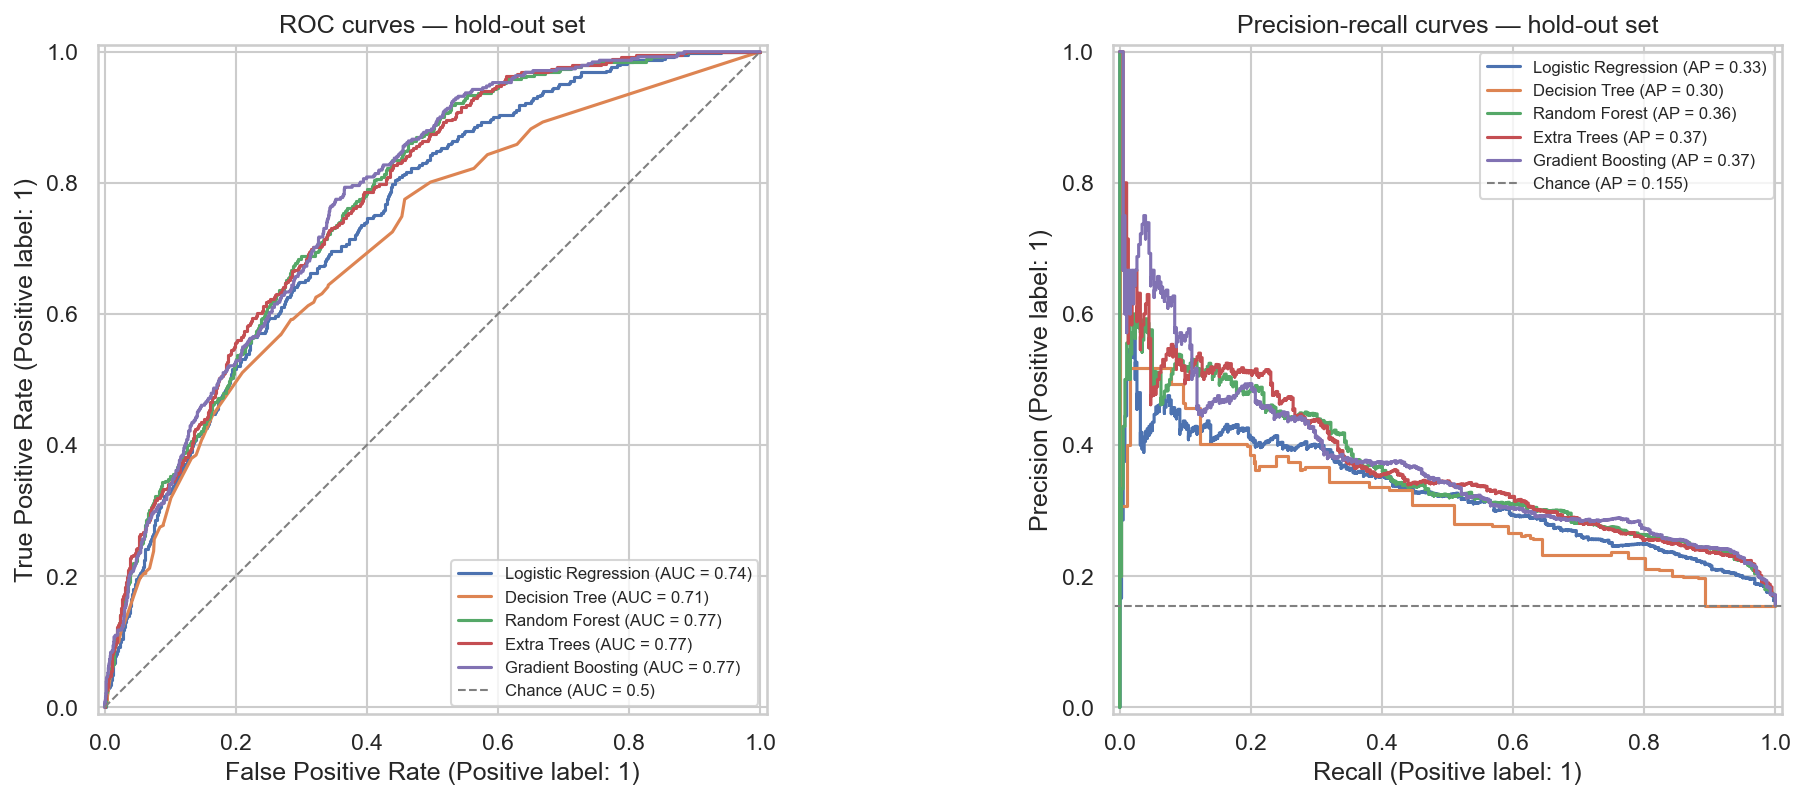 ROC curves — hold-out set
True Positive Rate (Positive label: 1)
1.0
0.8
0.6
0.4
0.2
0.0
Logistic Regression (AUC = 0.74)
Decision Tree (AUC = 0.71)
Random Forest (AUC = 0.77)
Extra Trees (AUC = 0.77)
Gradient Boosting (AUC = 0.77)
Chance (AUC = 0.5)
0.0 0.2 0.4 0.6 0.8 1.0
False Positive Rate (Positive label: 1)
Precision-recall curves — hold-out set
Precision (Positive label: 1)
1.0
0.8
0.6
0.4
0.2
0.0
Logistic Regression (AP = 0.33)
Decision Tree (AP = 0.30)
Random Forest (AP = 0.36)
Extra Trees (AP = 0.37)
Gradient Boosting (AP = 0.37)
Chance (AP = 0.155)
0.0 0.2 0.4 0.6 0.8 1.0
Recall (Positive label: 1)